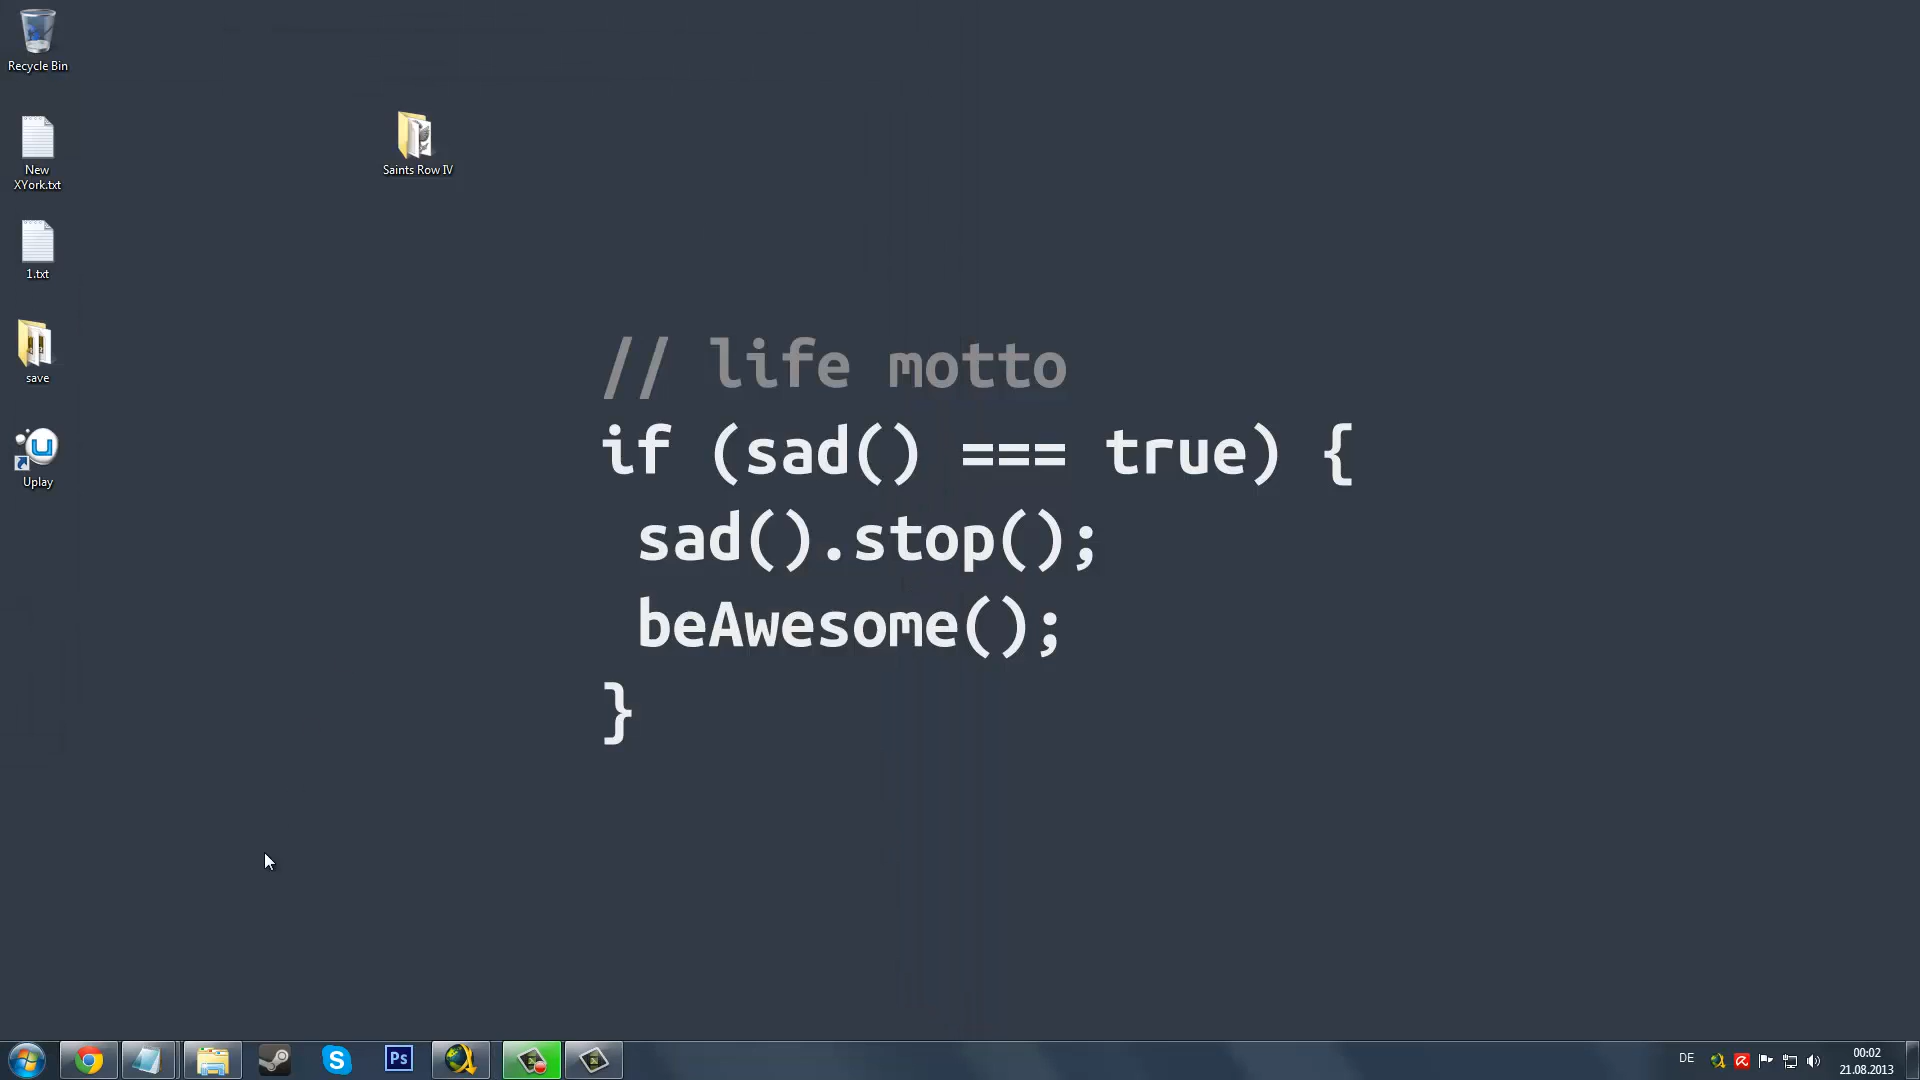 Recycle Bin
New
XYork.txt
1.txt
save
Uplay
Saints Row IV
// life motto
if (sad() === true) {
sad().stop();
beAwesome();
}
Ps
DE
00:02
21.08.2013